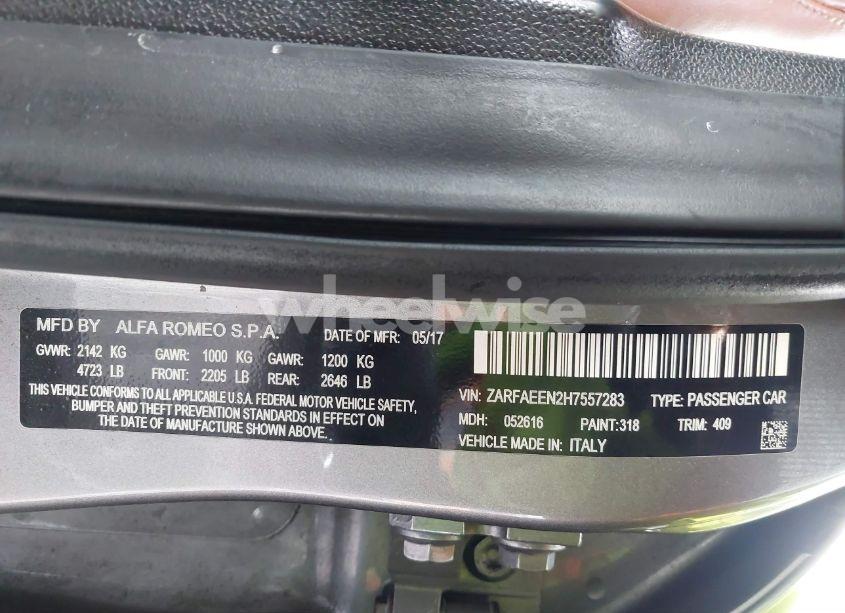 wheelwise
MFD BY ALFA ROMEO S.P.A. DATE OF MFR: 05/17
GVWR: 2142 KG GAWR: 1000 KG GAWR: 1200 KG
4723 LB FRONT: 2205 LB REAR: 2646 LB
THIS VEHICLE CONFORMS TO ALL APPLICABLE U.S.A. FEDERAL MOTOR VEHICLE SAFETY,
BUMPER AND THEFT PREVENTION STANDARDS IN EFFECT ON
THE DATE OF MANUFACTURE SHOWN ABOVE.
VIN: ZARFAEEN2H7557283 TYPE: PASSENGER CAR
MDH: 052616 PAINT:318 TRIM: 409
VEHICLE MADE IN: ITALY